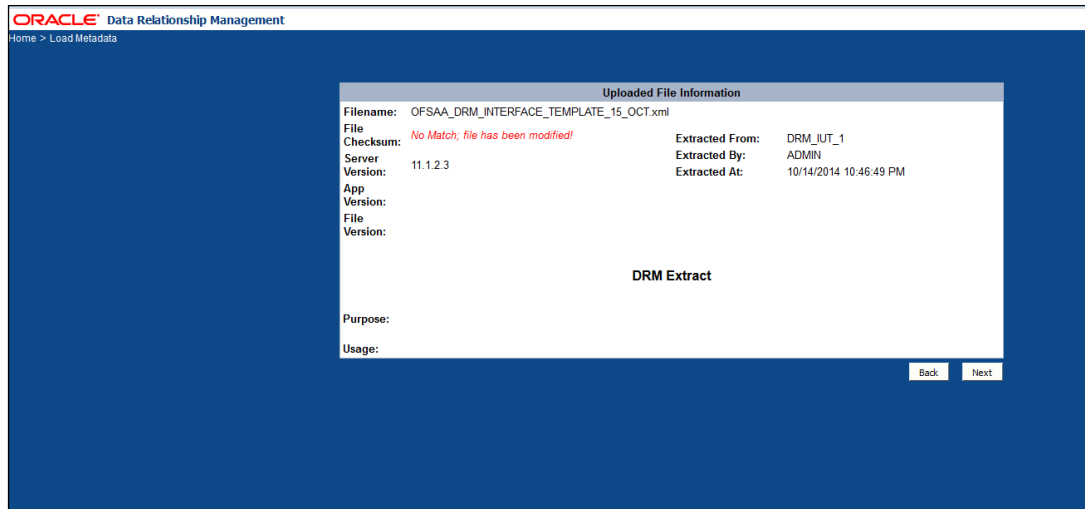 ORACLE Data Relationship Management
Home > Load Metadata
Uploaded File Information
Filename: OFSAA_DRM_INTERFACE_TEMPLATE_15_OCT.xml
File Checksum: No Match; file has been modified!
Server Version: 11.1.2.3
App Version:
File Version:
Extracted From: DRM_IUT_1
Extracted By: ADMIN
Extracted At: 10/14/2014 10:46:49 PM
DRM Extract
Purpose:
Usage:
Back Next